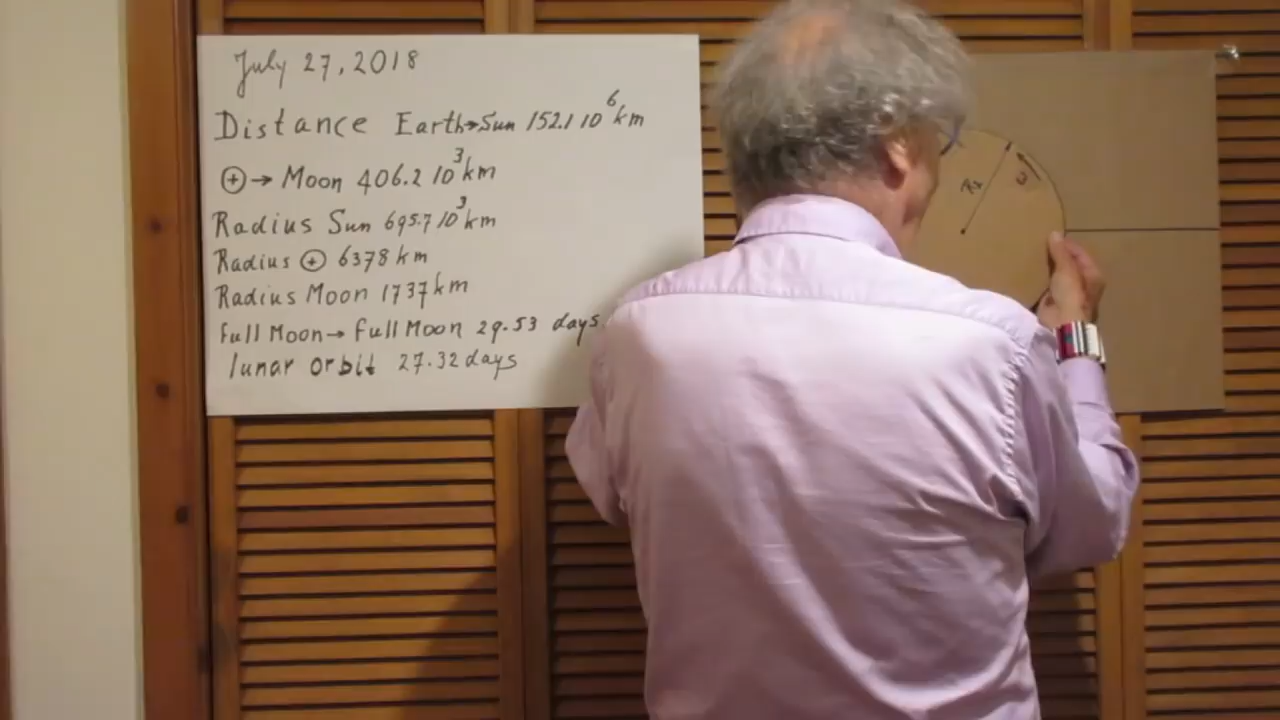 July 27, 2018
Distance Earth→Sun 152.1 10⁶ km
⊕→ Moon 406.2 10³ km
Radius Sun 695.7 10³ km
Radius ⊕ 6378 km
Radius Moon 1737 km
full Moon → full Moon 29.53 days
lunar orbit 27.32 days
ω